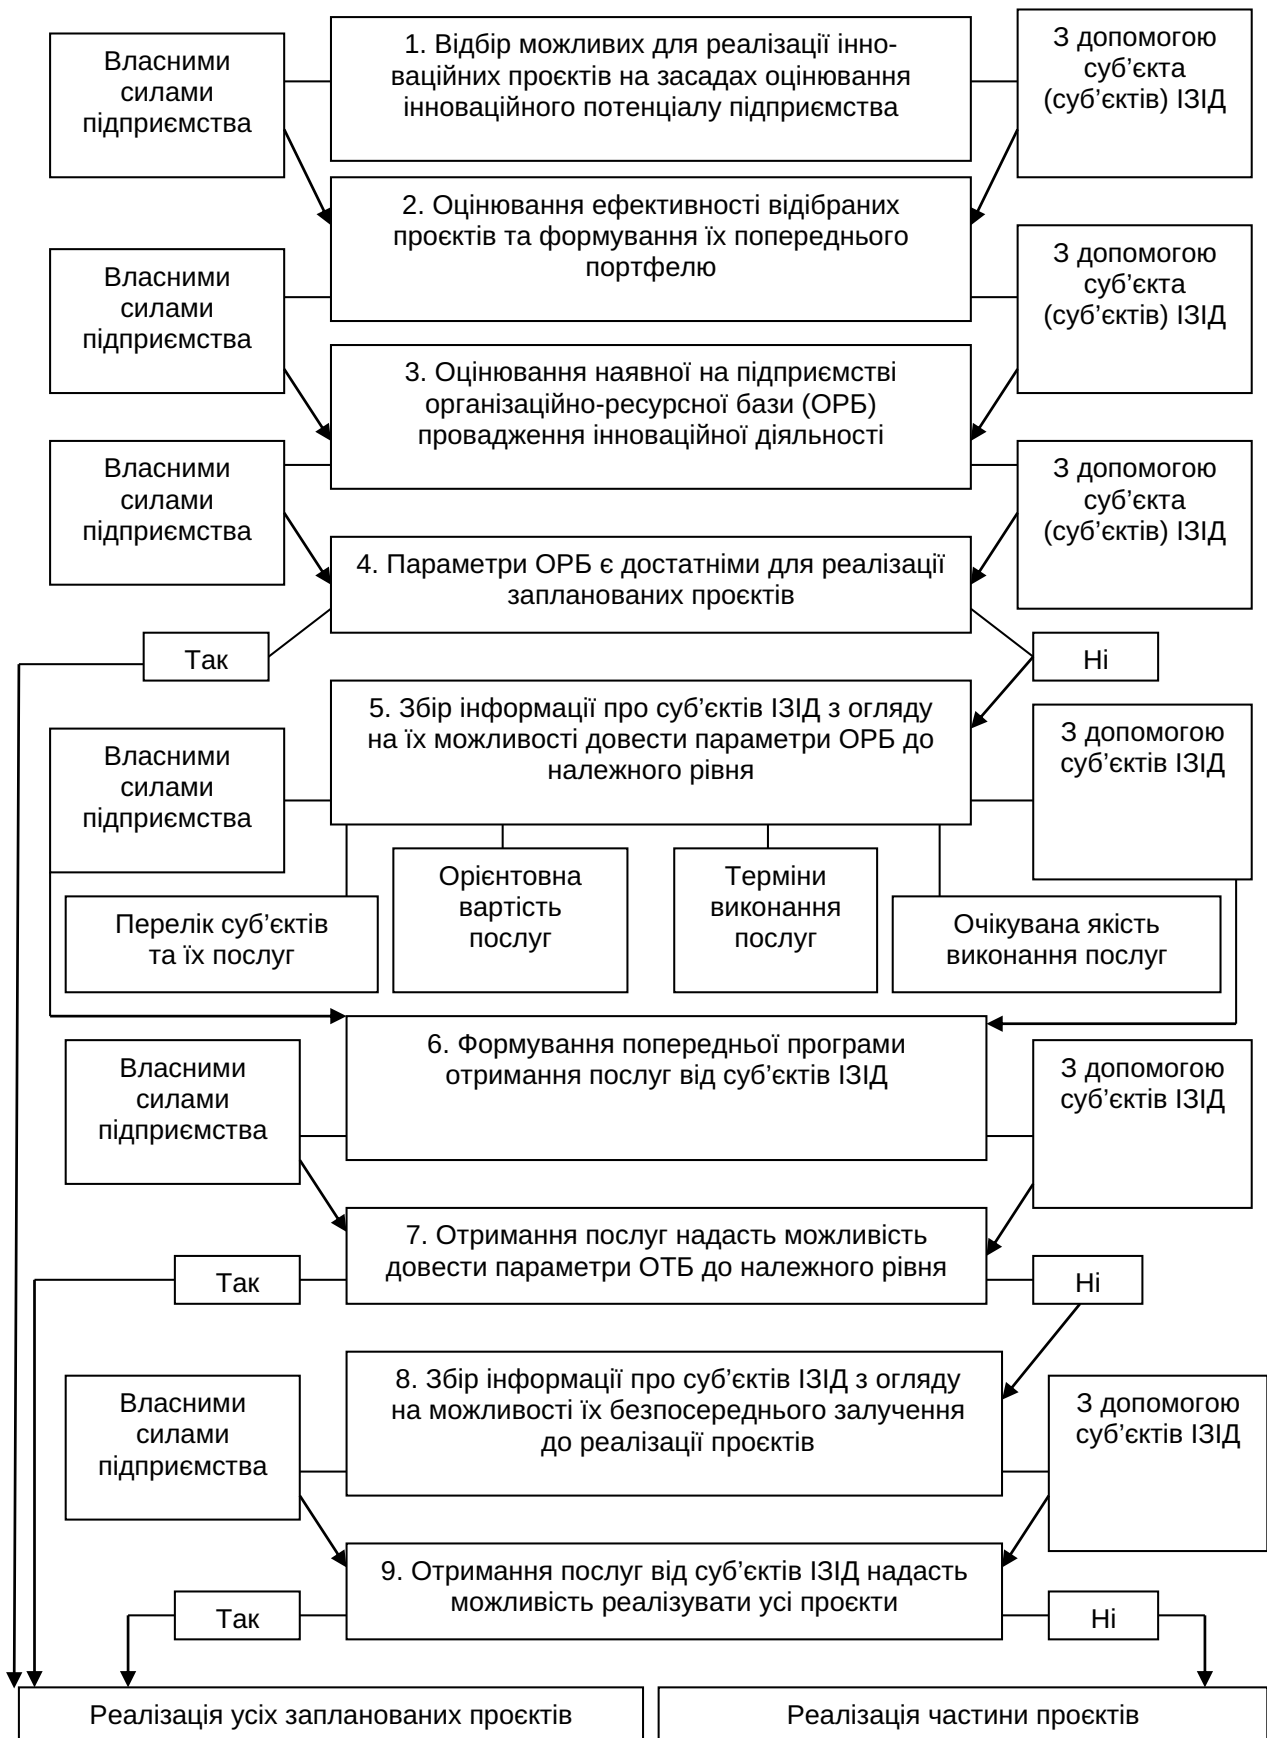 Власними
силами
підприємства
1. Відбір можливих для реалізації інно-
ваційних проєктів на засадах оцінювання
інноваційного потенціалу підприємства
З допомогою
суб’єкта
(суб’єктів) ІЗІД
2. Оцінювання ефективності відібраних
проєктів та формування їх попереднього
портфелю
Власними
силами
підприємства
З допомогою
суб’єкта
(суб’єктів) ІЗІД
3. Оцінювання наявної на підприємстві
організаційно-ресурсної бази (ОРБ)
провадження інноваційної діяльності
Власними
силами
підприємства
З допомогою
суб’єкта
(суб’єктів) ІЗІД
4. Параметри ОРБ є достатніми для реалізації
запланованих проєктів
Так
Ні
5. Збір інформації про суб’єктів ІЗІД з огляду
на їх можливості довести параметри ОРБ до
належного рівня
Власними
силами
підприємства
З допомогою
суб’єктів ІЗІД
Перелік суб’єктів
та їх послуг
Орієнтовна
вартість
послуг
Терміни
виконання
послуг
Очікувана якість
виконання послуг
6. Формування попередньої програми
отримання послуг від суб’єктів ІЗІД
Власними
силами
підприємства
З допомогою
суб’єктів ІЗІД
7. Отримання послуг надасть можливість
довести параметри ОТБ до належного рівня
Так
Ні
8. Збір інформації про суб’єктів ІЗІД з огляду
на можливості їх безпосереднього залучення
до реалізації проєктів
Власними
силами
підприємства
З допомогою
суб’єктів ІЗІД
9. Отримання послуг від суб’єктів ІЗІД надасть
можливість реалізувати усі проєкти
Так
Ні
Реалізація усіх запланованих проєктів
Реалізація частини проєктів